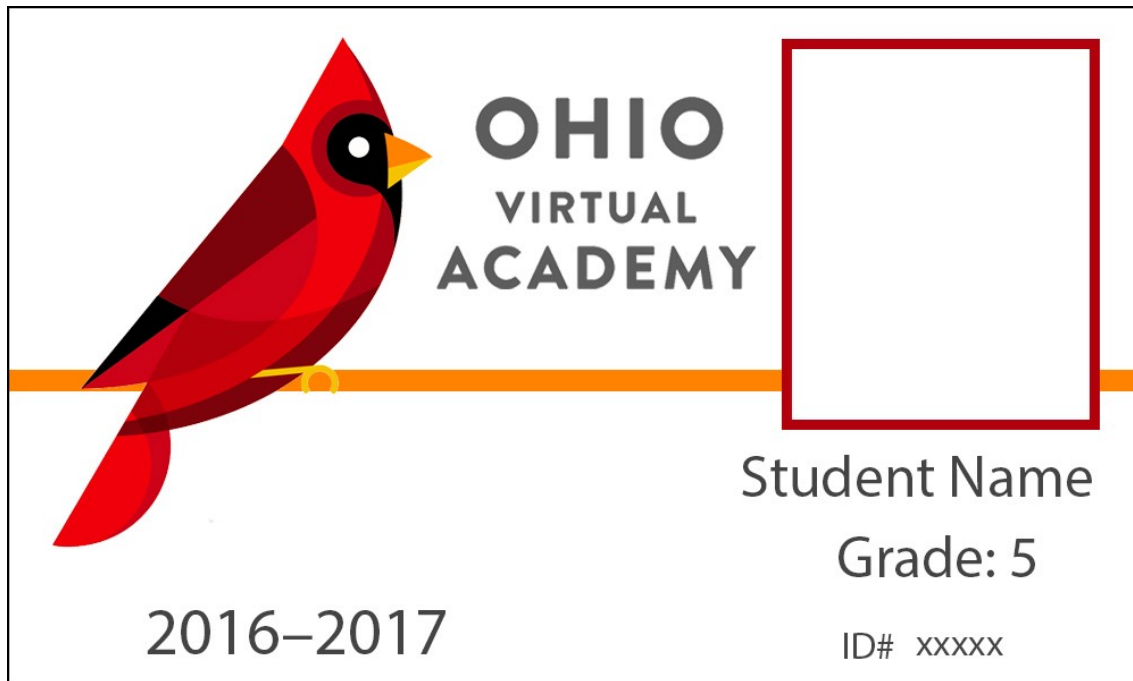 OHIO
VIRTUAL
ACADEMY
Student Name
Grade: 5
2016–2017
ID# xxxxx